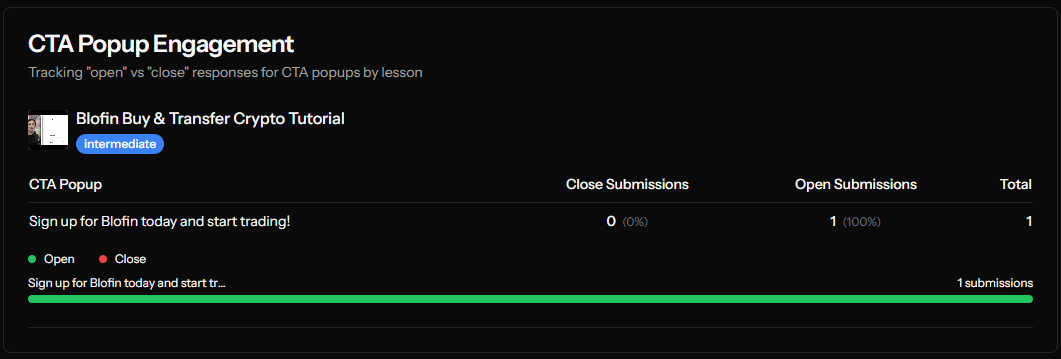 CTA Popup Engagement
Tracking "open" vs "close" responses for CTA popups by lesson
Blofin Buy & Transfer Crypto Tutorial
intermediate
CTA Popup Close Submissions Open Submissions Total
Sign up for Blofin today and start trading! 0 (0%) 1 (100%) 1
Open Close
Sign up for Blofin today and start tr... 1 submissions